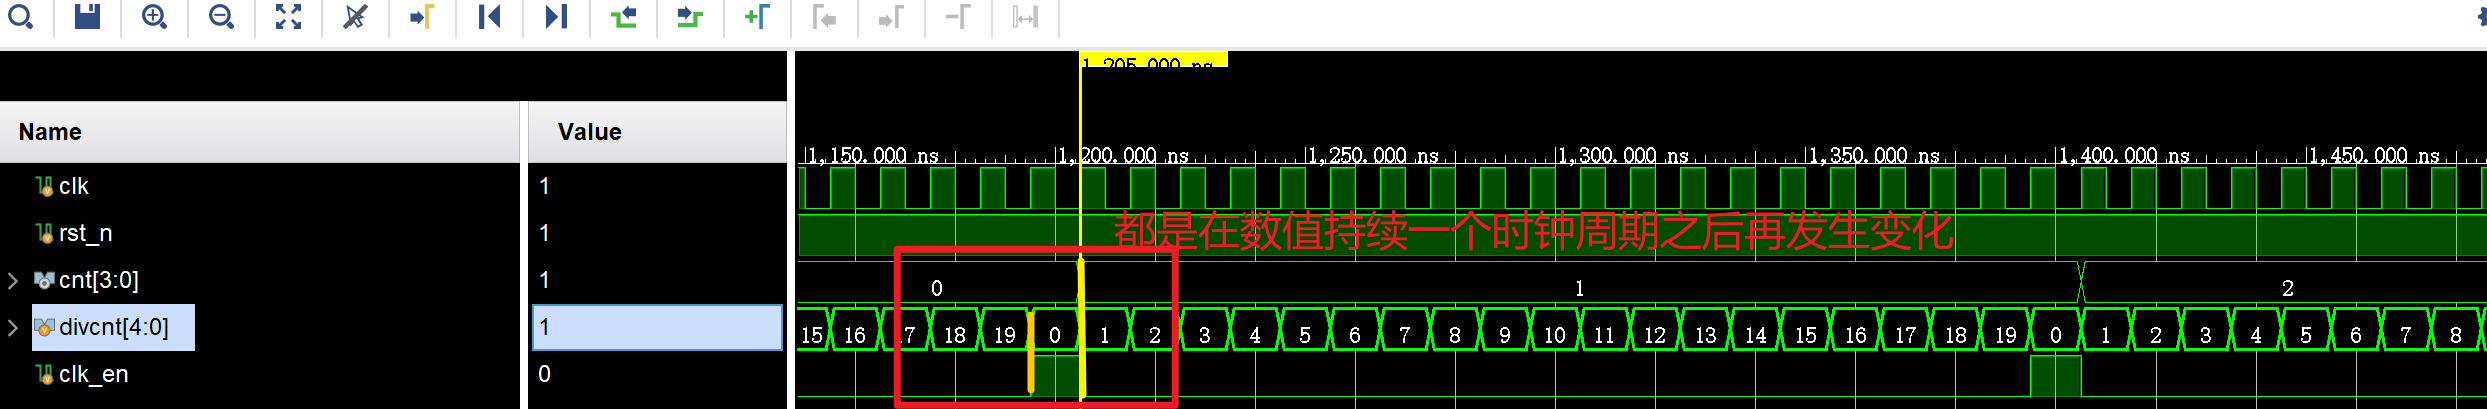 1,205.000 ns
Name
Value
1,150.000 ns
1,200.000 ns
1,250.000 ns
1,300.000 ns
1,350.000 ns
1,400.000 ns
1,450.000 ns
clk
1
rst_n
1
都是在数值持续一个时钟周期之后再发生变化
cnt[3:0]
1
0
1
2
divcnt[4:0]
1
15 16 17 18 19 0 1 2 3 4 5 6 7 8 9 10 11 12 13 14 15 16 17 18 19 0 1 2 3 4 5 6 7 8
clk_en
0